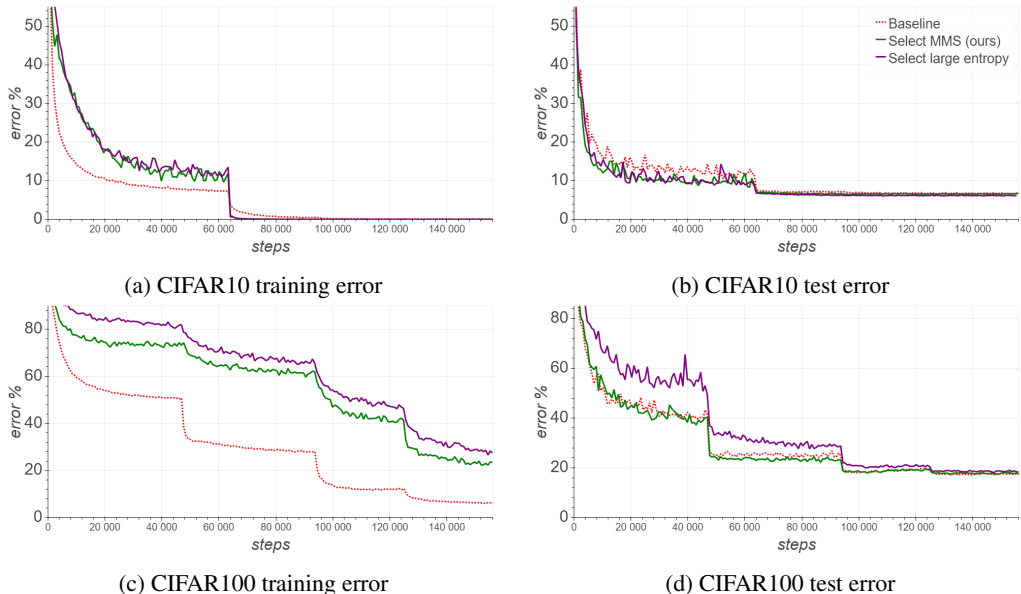 50
40
30
20
10
0
error %
0 20 000 40 000 60 000 80 000 100 000 120 000 140 000
steps
(a) CIFAR10 training error
50
40
30
20
10
0
error %
Baseline
Select MMS (ours)
Select large entropy
0 20 000 40 000 60 000 80 000 100 000 120 000 140 000
steps
(b) CIFAR10 test error
80
60
40
20
0
error %
0 20 000 40 000 60 000 80 000 100 000 120 000 140 000
steps
(c) CIFAR100 training error
80
60
40
20
0
error %
0 20 000 40 000 60 000 80 000 100 000 120 000 140 000
steps
(d) CIFAR100 test error